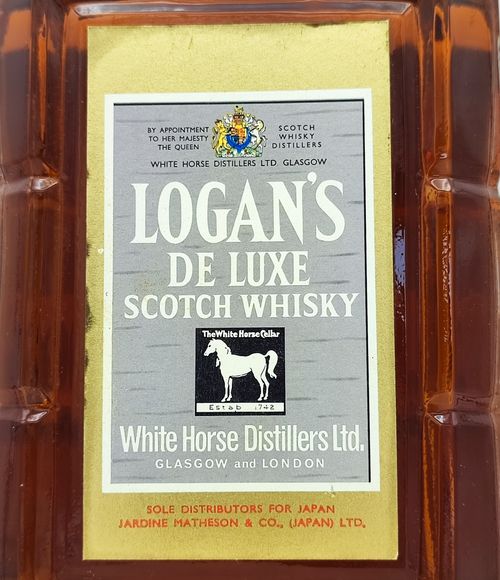 BY APPOINTMENT
TO HER MAJESTY
THE QUEEN
SCOTCH
WHISKY
DISTILLERS
WHITE HORSE DISTILLERS LTD. GLASGOW
LOGAN'S
DE LUXE
SCOTCH WHISKY
The White Horse Cellar
Estab 1742
White Horse Distillers Ltd.
GLASGOW and LONDON
SOLE DISTRIBUTORS FOR JAPAN
JARDINE MATHESON & CO., (JAPAN) LTD.